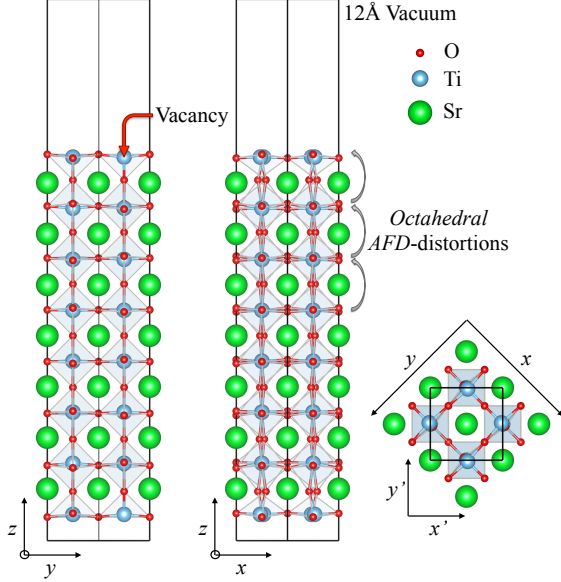 12Å Vacuum
O
Ti
Sr
Vacancy
Octahedral
AFD-distortions
y
x
y'
x'
z
y
z
x